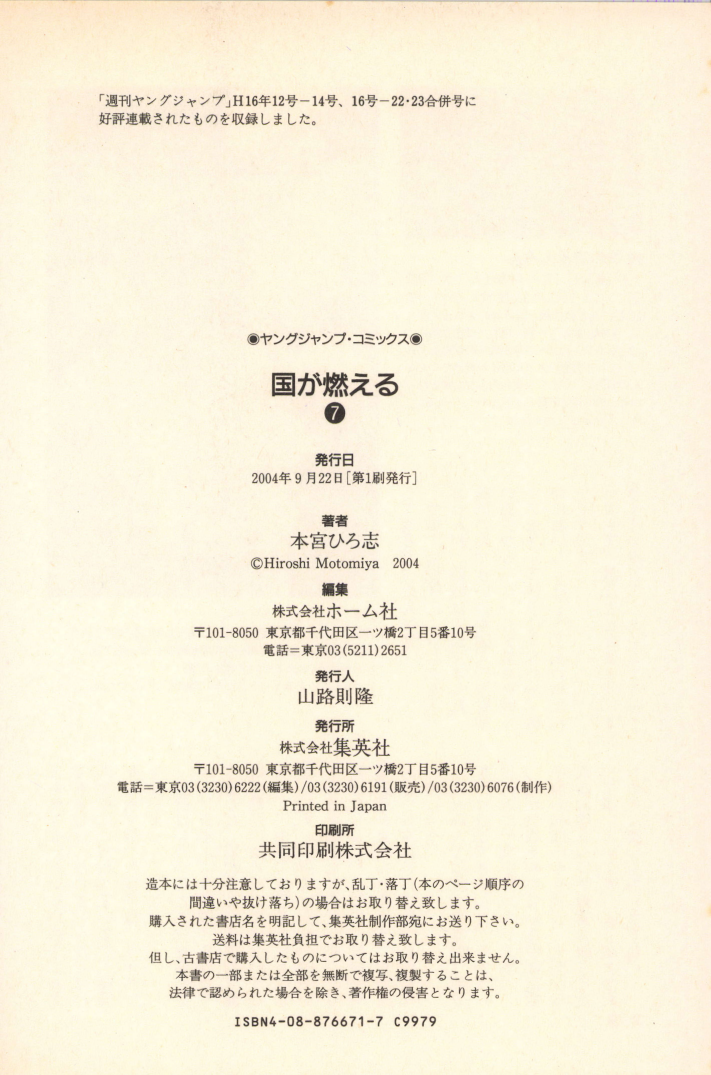 「週刊ヤングジャンプ」H16年12号－14号、16号－22・23合併号に
好評連載されたものを収録しました。
◉ヤングジャンプ・コミックス◉
国が燃える
❼
発行日
2004年9月22日[第1刷発行]
著者
本宮ひろ志
©Hiroshi Motomiya 2004
編集
株式会社ホーム社
〒101-8050 東京都千代田区一ツ橋2丁目5番10号
電話＝東京03(5211)2651
発行人
山路則隆
発行所
株式会社集英社
〒101-8050 東京都千代田区一ツ橋2丁目5番10号
電話＝東京03(3230)6222(編集)/03(3230)6191(販売)/03(3230)6076(制作)
Printed in Japan
印刷所
共同印刷株式会社
造本には十分注意しておりますが、乱丁・落丁(本のページ順序の
間違いや抜け落ち)の場合はお取り替え致します。
購入された書店名を明記して、集英社制作部宛にお送り下さい。
送料は集英社負担でお取り替え致します。
但し、古書店で購入したものについてはお取り替え出来ません。
本書の一部または全部を無断で複写、複製することは、
法律で認められた場合を除き、著作権の侵害となります。
ISBN4-08-876671-7 C9979